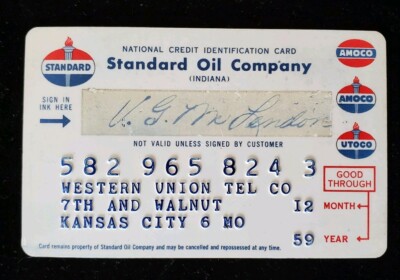 NATIONAL CREDIT IDENTIFICATION CARD
STANDARD
Standard Oil Company
(INDIANA)
AMOCO
SIGN IN
INK HERE
V. G. McLendon
AMOCO
NOT VALID UNLESS SIGNED BY CUSTOMER
UTOCO
582 965 824 3
GOOD
THROUGH
WESTERN UNION TEL CO
7TH AND WALNUT 12 MONTH
KANSAS CITY 6 MO
59 YEAR
Card remains property of Standard Oil Company and may be cancelled and repossessed at any time.